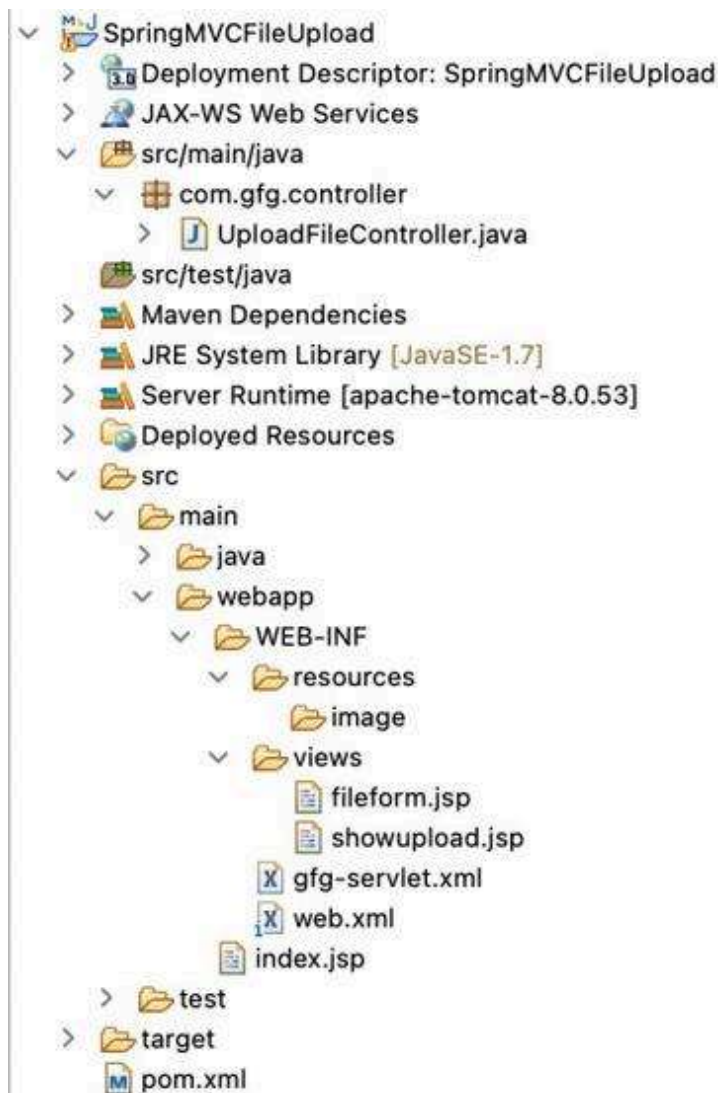 SpringMVCFileUpload
Deployment Descriptor: SpringMVCFileUpload
JAX-WS Web Services
src/main/java
com.gfg.controller
UploadFileController.java
src/test/java
Maven Dependencies
JRE System Library [JavaSE-1.7]
Server Runtime [apache-tomcat-8.0.53]
Deployed Resources
src
main
java
webapp
WEB-INF
resources
image
views
fileform.jsp
showupload.jsp
gfg-servlet.xml
web.xml
index.jsp
test
target
pom.xml